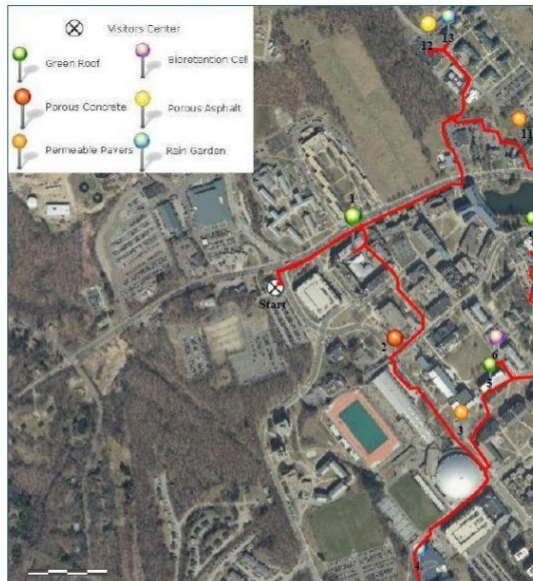 Visitors Center
Green Roof
Bioretention Cell
Porous Concrete
Porous Asphalt
Permeable Pavers
Rain Garden
12
13
11
1
Start
2
6
5
3
4